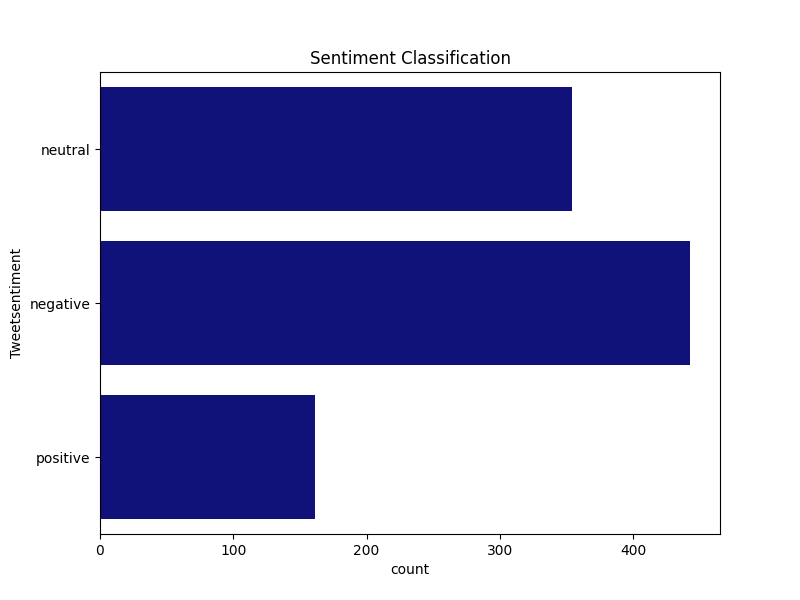 Sentiment Classification
neutral
negative
positive
Tweetsentiment
0 100 200 300 400
count